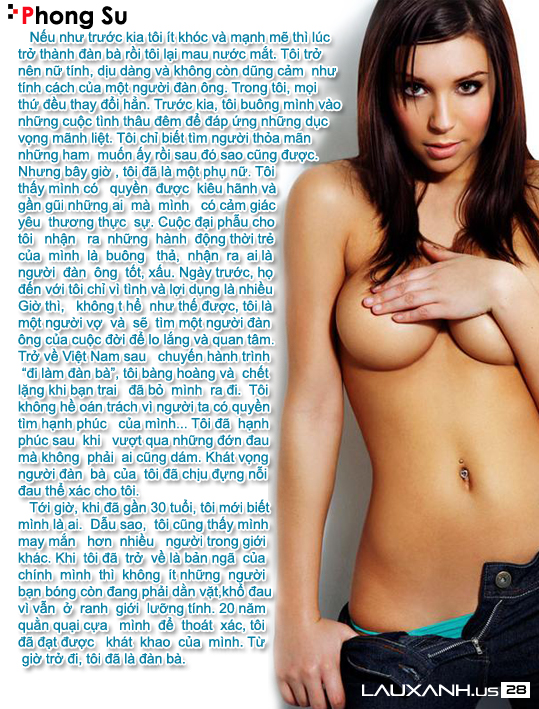 Phong Su
Nếu như trước kia tôi ít khóc và mạnh mẽ thì lúc
trở thành đàn bà rồi tôi lại mau nước mắt. Tôi trở
nên nữ tính, dịu dàng và không còn dũng cảm như
tính cách của một người đàn ông. Trong tôi, mọi
thứ đều thay đổi hẳn. Trước kia, tôi buông mình vào
những cuộc tình thâu đêm để đáp ứng những dục
vọng mãnh liệt. Tôi chỉ biết tìm người thỏa mãn
những ham muốn ấy rồi sau đó sao cũng được.
Nhưng bây giờ , tôi đã là một phụ nữ. Tôi
thấy mình có quyền được kiêu hãnh và
gần gũi những ai mà mình có cảm giác
yêu thương thực sự. Cuộc đại phẫu cho
tôi nhận ra những hành động thời trẻ
của mình là buông thả, nhận ra ai là
người đàn ông tốt, xấu. Ngày trước, họ
đến với tôi chỉ vì tình và lợi dụng là nhiều
Giờ thì, không t hể như thế được, tôi là
một người vợ và sẽ tìm một người đàn
ông của cuộc đời để lo lắng và quan tâm.
Trở về Việt Nam sau chuyến hành trình
“đi làm đàn bà”, tôi bàng hoàng và chết
lặng khi bạn trai đã bỏ mình ra đi. Tôi
không hề oán trách vì người ta có quyền
tìm hạnh phúc của mình... Tôi đã hạnh
phúc sau khi vượt qua những đớn đau
mà không phải ai cũng dám. Khát vọng
người đàn bà của tôi đã chịu đựng nỗi
đau thể xác cho tôi.
Tới giờ, khi đã gần 30 tuổi, tôi mới biết
mình là ai. Dẫu sao, tôi cũng thấy mình
may mắn hơn nhiều người trong giới
khác. Khi tôi đã trở về là bản ngã của
chính mình thì không ít những người
bạn bóng còn đang phải dằn vặt,khổ đau
vì vẫn ở ranh giới lưỡng tính. 20 năm
quằn quại cựa mình để thoát xác, tôi
đã đạt được khát khao của mình. Từ
giờ trở đi, tôi đã là đàn bà.
LAUXANH.us 28